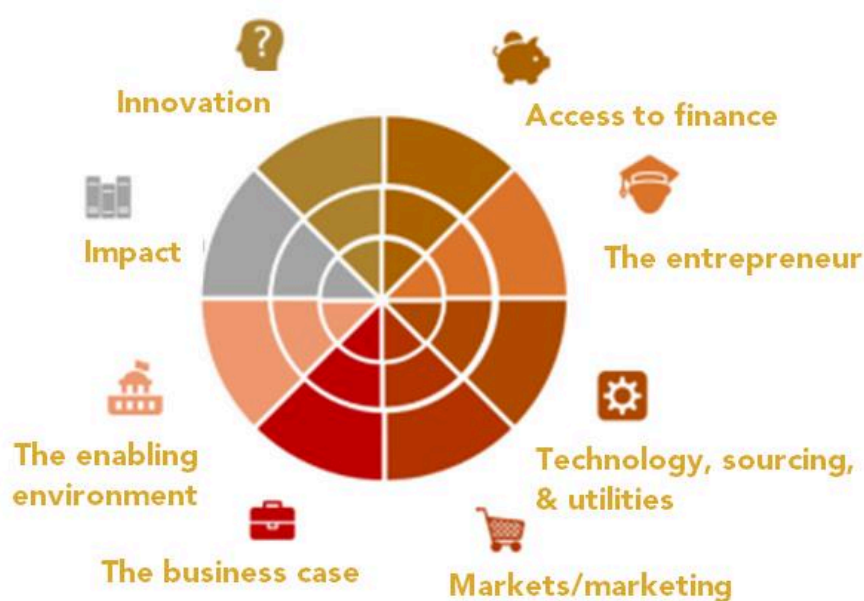 ?
Innovation
Access to finance
Impact
The entrepreneur
The enabling
environment
Technology, sourcing,
& utilities
The business case
Markets/marketing